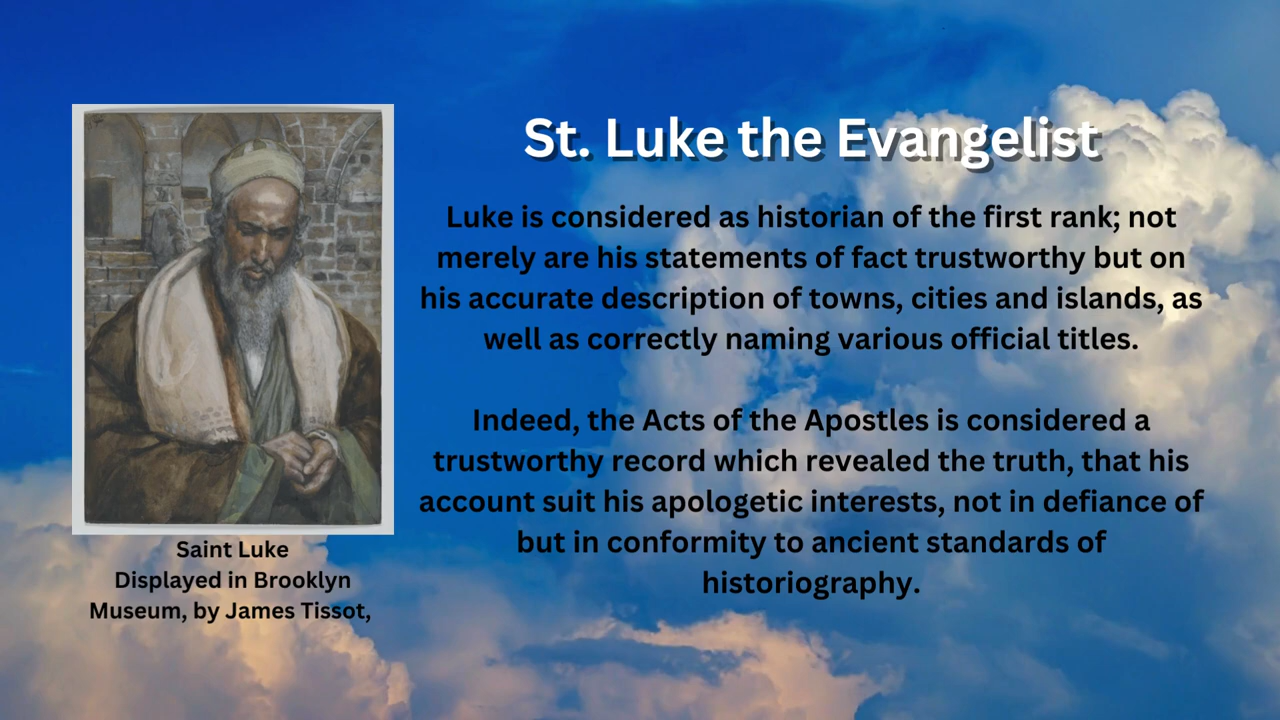 St. Luke the Evangelist
Luke is considered as historian of the first rank; not
merely are his statements of fact trustworthy but on
his accurate description of towns, cities and islands, as
well as correctly naming various official titles.
Indeed, the Acts of the Apostles is considered a
trustworthy record which revealed the truth, that his
account suit his apologetic interests, not in defiance of
but in conformity to ancient standards of
historiography.
Saint Luke
Displayed in Brooklyn
Museum, by James Tissot,